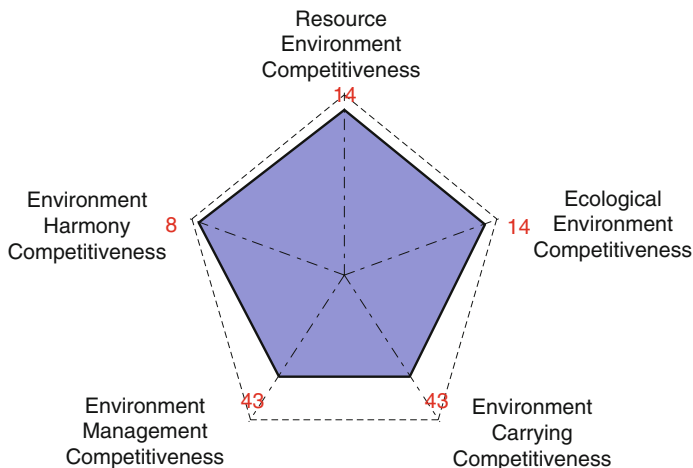 Resource
Environment
Competitiveness
14
Environment
Harmony
Competitiveness
8
Ecological
Environment
Competitiveness
14
Environment
Management
Competitiveness
43
43
Environment
Carrying
Competitiveness